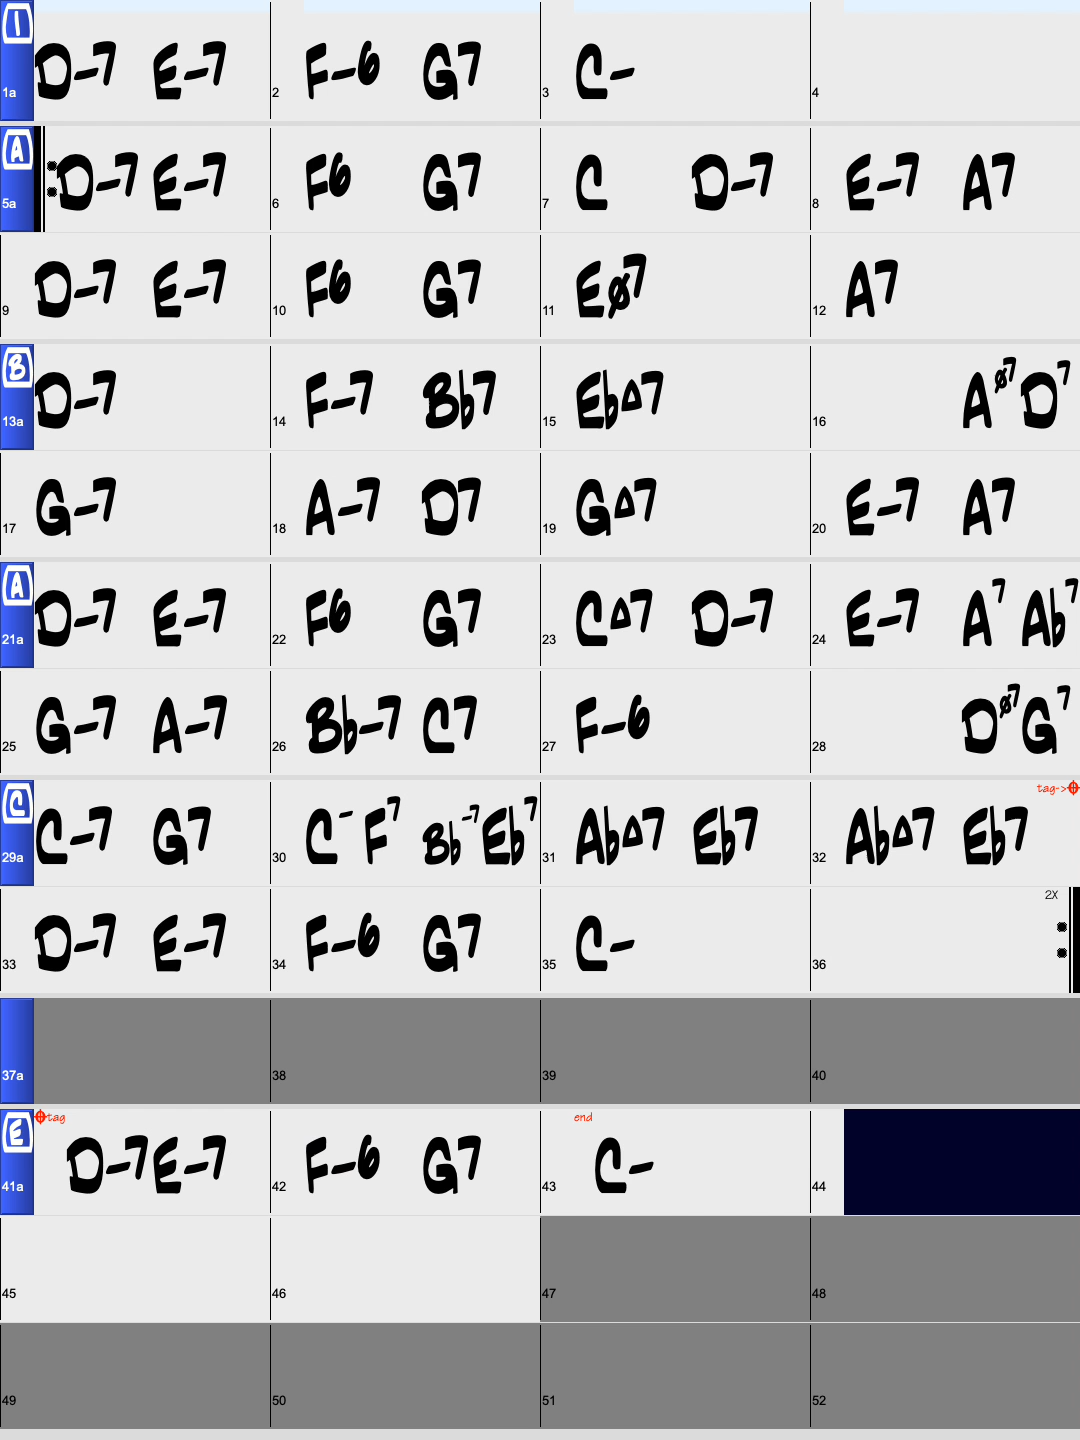 I
D-7 E-7 F-6 G7 C-
1a 2 3 4
A
D-7 E-7 F6 G7 C D-7 E-7 A7
5a 6 7 8
D-7 E-7 F6 G7 Eø7 A7
9 10 11 12
B
D-7 F-7 Bb7 EbΔ7 Aø7 D7
13a 14 15 16
G-7 A-7 D7 GΔ7 E-7 A7
17 18 19 20
A
D-7 E-7 F6 G7 CΔ7 D-7 E-7 A7 Ab7
21a 22 23 24
G-7 A-7 Bb-7 C7 F-6 Dø7 G7
25 26 27 28
tag->
C
C-7 G7 C- F7 Bb-7 Eb7 AbΔ7 Eb7 AbΔ7 Eb7
29a 30 31 32
2X
D-7 E-7 F-6 G7 C-
33 34 35 36
37a 38 39 40
tag end
E
D-7 E-7 F-6 G7 C-
41a 42 43 44
45 46 47 48
49 50 51 52